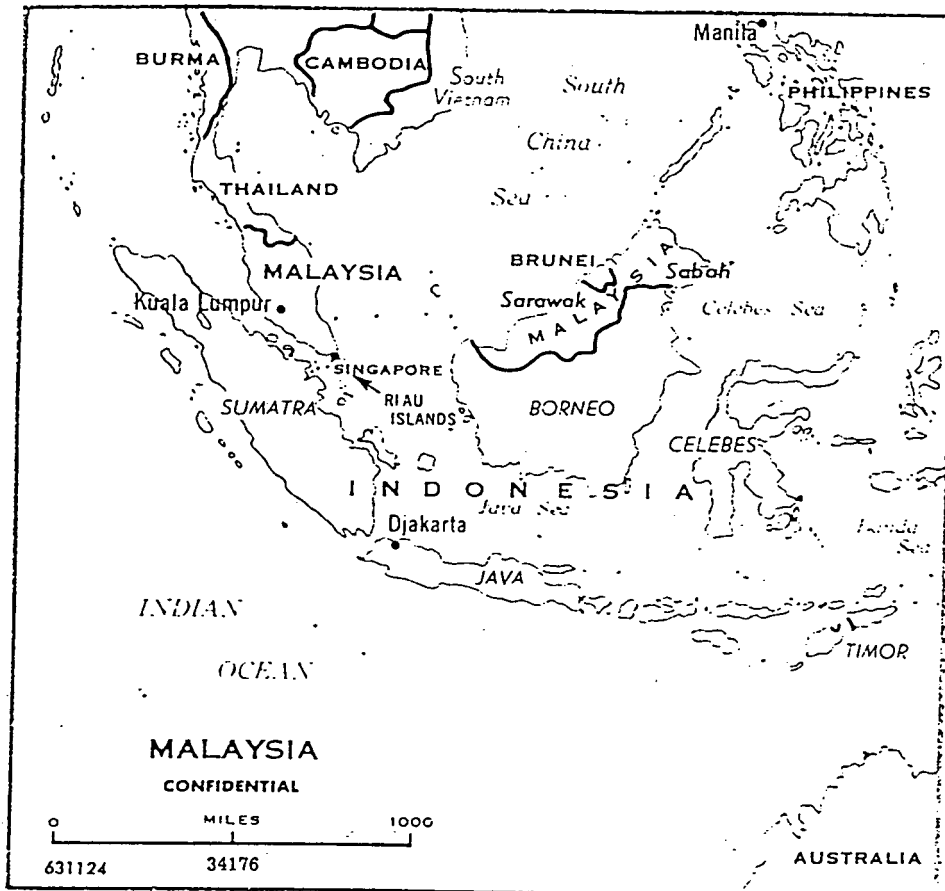 Manila
BURMA
CAMBODIA
South
Vietnam
South
China
Sea
PHILIPPINES
THAILAND
MALAYSIA
BRUNEI
Sabah
Sarawak
MALAYSIA
Kuala Lumpur
Celebes Sea
SINGAPORE
RIAU
ISLANDS
SUMATRA
BORNEO
CELEBES
INDONESIA
Java Sea
Banda
Sea
Djakarta
JAVA
INDIAN
OCEAN
TIMOR
MALAYSIA
CONFIDENTIAL
0 MILES 1000
631124 34176
AUSTRALIA